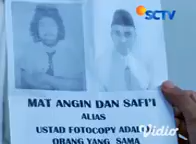 SCTV
MAT ANGIN DAN SAFI'I
ALIAS
USTAD FOTOCOPY ADALAH
ORANG YANG SAMA
Vidio